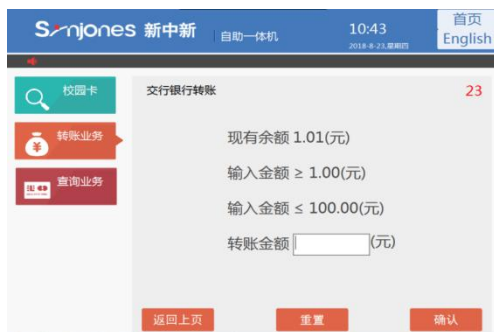 Synjones 新中新 自助一体机 10:43 首页
2018-8-23,星期四 English
校园卡 交行银行转账 23
转账业务
现有余额 1.01(元)
查询业务
输入金额 ≥ 1.00(元)
输入金额 ≤ 100.00(元)
转账金额 (元)
返回上页 重置 确认